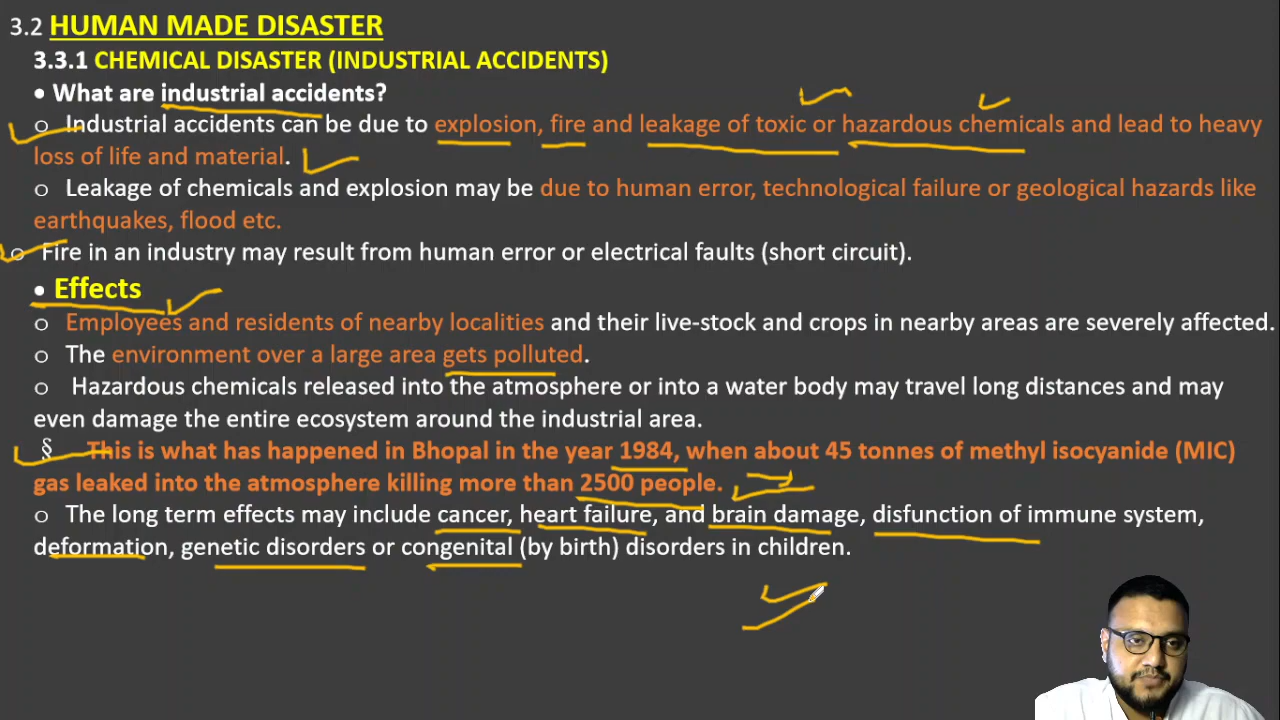 3.2 HUMAN MADE DISASTER
3.3.1 CHEMICAL DISASTER (INDUSTRIAL ACCIDENTS)
• What are industrial accidents?
o Industrial accidents can be due to explosion, fire and leakage of toxic or hazardous chemicals and lead to heavy
loss of life and material.
o Leakage of chemicals and explosion may be due to human error, technological failure or geological hazards like
earthquakes, flood etc.
o Fire in an industry may result from human error or electrical faults (short circuit).
• Effects
o Employees and residents of nearby localities and their live-stock and crops in nearby areas are severely affected.
o The environment over a large area gets polluted.
o Hazardous chemicals released into the atmosphere or into a water body may travel long distances and may
even damage the entire ecosystem around the industrial area.
§ This is what has happened in Bhopal in the year 1984, when about 45 tonnes of methyl isocyanide (MIC)
gas leaked into the atmosphere killing more than 2500 people.
o The long term effects may include cancer, heart failure, and brain damage, disfunction of immune system,
deformation, genetic disorders or congenital (by birth) disorders in children.